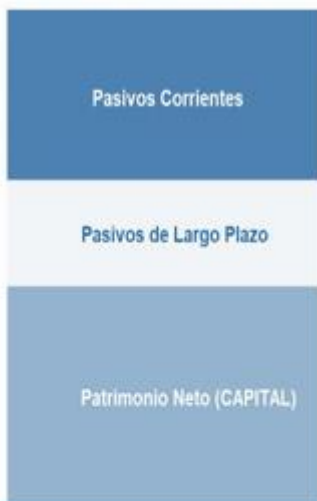 Pasivos Corrientes
Pasivos de Largo Plazo
Patrimonio Neto (CAPITAL)